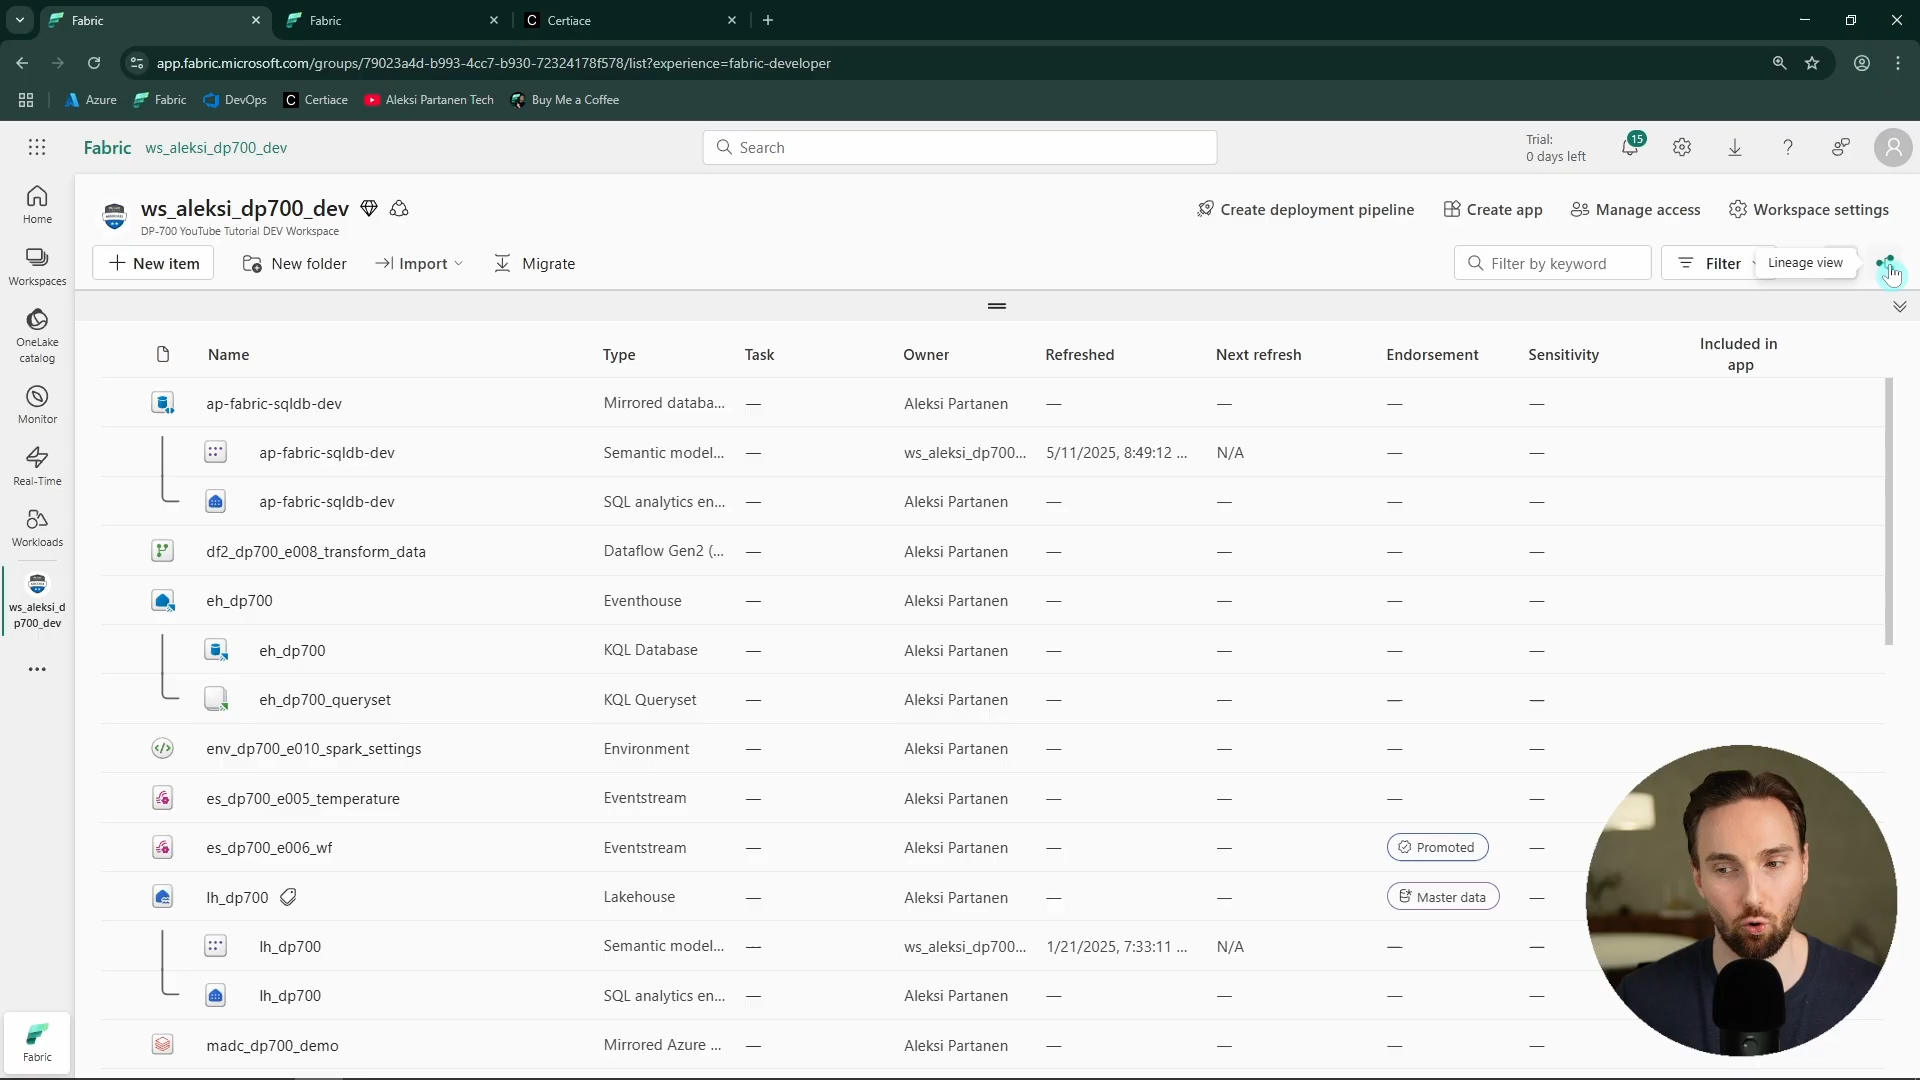 Fabric
Fabric
C Certiace
app.fabric.microsoft.com/groups/79023a4d-b993-4cc7-b930-72324178f578/list?experience=fabric-developer
Azure Fabric DevOps C Certiace Aleksi Partanen Tech Buy Me a Coffee
Fabric ws_aleksi_dp700_dev
Search
Trial:
0 days left
15
ws_aleksi_dp700_dev
DP-700 YouTube Tutorial DEV Workspace
Create deployment pipeline Create app Manage access Workspace settings
New item New folder Import Migrate
Filter by keyword Filter Lineage view
Home
Workspaces
OneLake
catalog
Monitor
Real-Time
Workloads
ws_aleksi_d
p700_dev
Fabric
Name Type Task Owner Refreshed Next refresh Endorsement Sensitivity Included in
app
ap-fabric-sqldb-dev Mirrored databa... — Aleksi Partanen — — — —
ap-fabric-sqldb-dev Semantic model... — ws_aleksi_dp700... 5/11/2025, 8:49:12 ... N/A — —
ap-fabric-sqldb-dev SQL analytics en... — Aleksi Partanen — — — —
df2_dp700_e008_transform_data Dataflow Gen2 (... — Aleksi Partanen — — — —
eh_dp700 Eventhouse — Aleksi Partanen — — — —
eh_dp700 KQL Database — Aleksi Partanen — — — —
eh_dp700_queryset KQL Queryset — Aleksi Partanen — — — —
env_dp700_e010_spark_settings Environment — Aleksi Partanen — — — —
es_dp700_e005_temperature Eventstream — Aleksi Partanen — — — —
es_dp700_e006_wf Eventstream — Aleksi Partanen — — Promoted —
lh_dp700 Lakehouse — Aleksi Partanen — — Master data —
lh_dp700 Semantic model... — ws_aleksi_dp700... 1/21/2025, 7:33:11 ... N/A — —
lh_dp700 SQL analytics en... — Aleksi Partanen — — — —
madc_dp700_demo Mirrored Azure ... — Aleksi Partanen — — — —